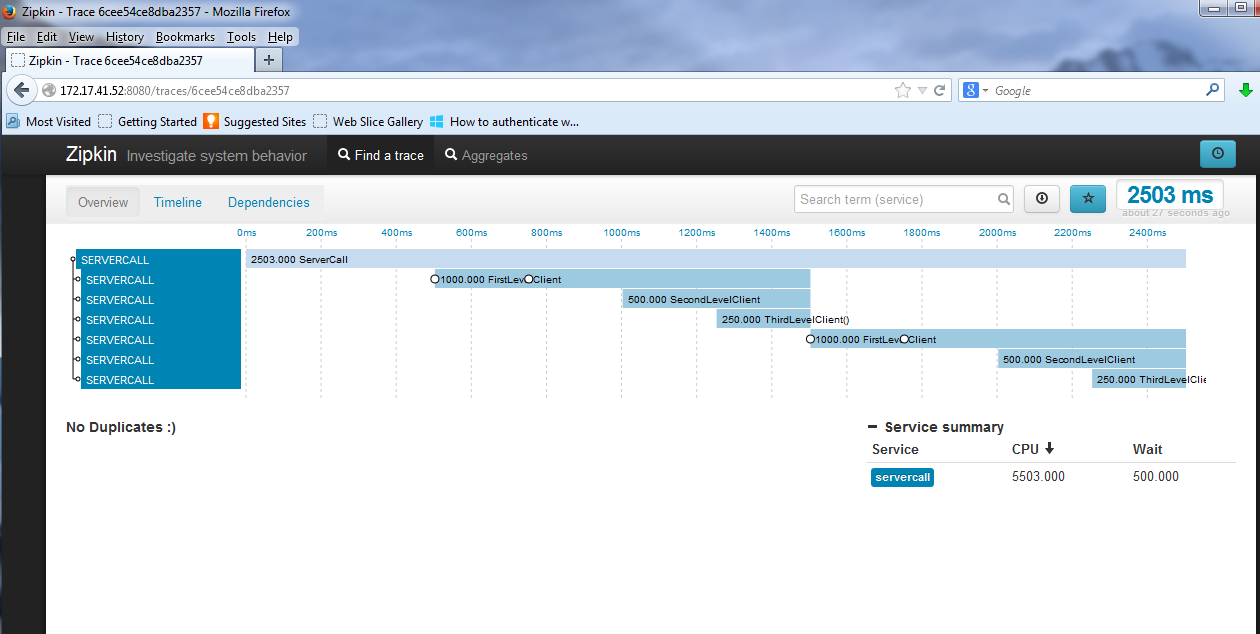 Zipkin - Trace 6cee54ce8dba2357 - Mozilla Firefox
File Edit View History Bookmarks Tools Help
Zipkin - Trace 6cee54ce8dba2357 +
172.17.41.52:8080/traces/6cee54ce8dba2357 8 Google
Most Visited Getting Started Suggested Sites Web Slice Gallery How to authenticate w...
Zipkin Investigate system behavior Find a trace Aggregates
Overview Timeline Dependencies Search term (service) 2503 ms
about 27 seconds ago
0ms 200ms 400ms 600ms 800ms 1000ms 1200ms 1400ms 1600ms 1800ms 2000ms 2200ms 2400ms
SERVERCALL 2503.000 ServerCall
SERVERCALL 1000.000 FirstLev Client
SERVERCALL 500.000 SecondLevelClient
SERVERCALL 250.000 ThirdLevelClient()
SERVERCALL 1000.000 FirstLev Client
SERVERCALL 500.000 SecondLevelClient
SERVERCALL 250.000 ThirdLevelClie
No Duplicates :) Service summary
Service CPU Wait
servercall 5503.000 500.000